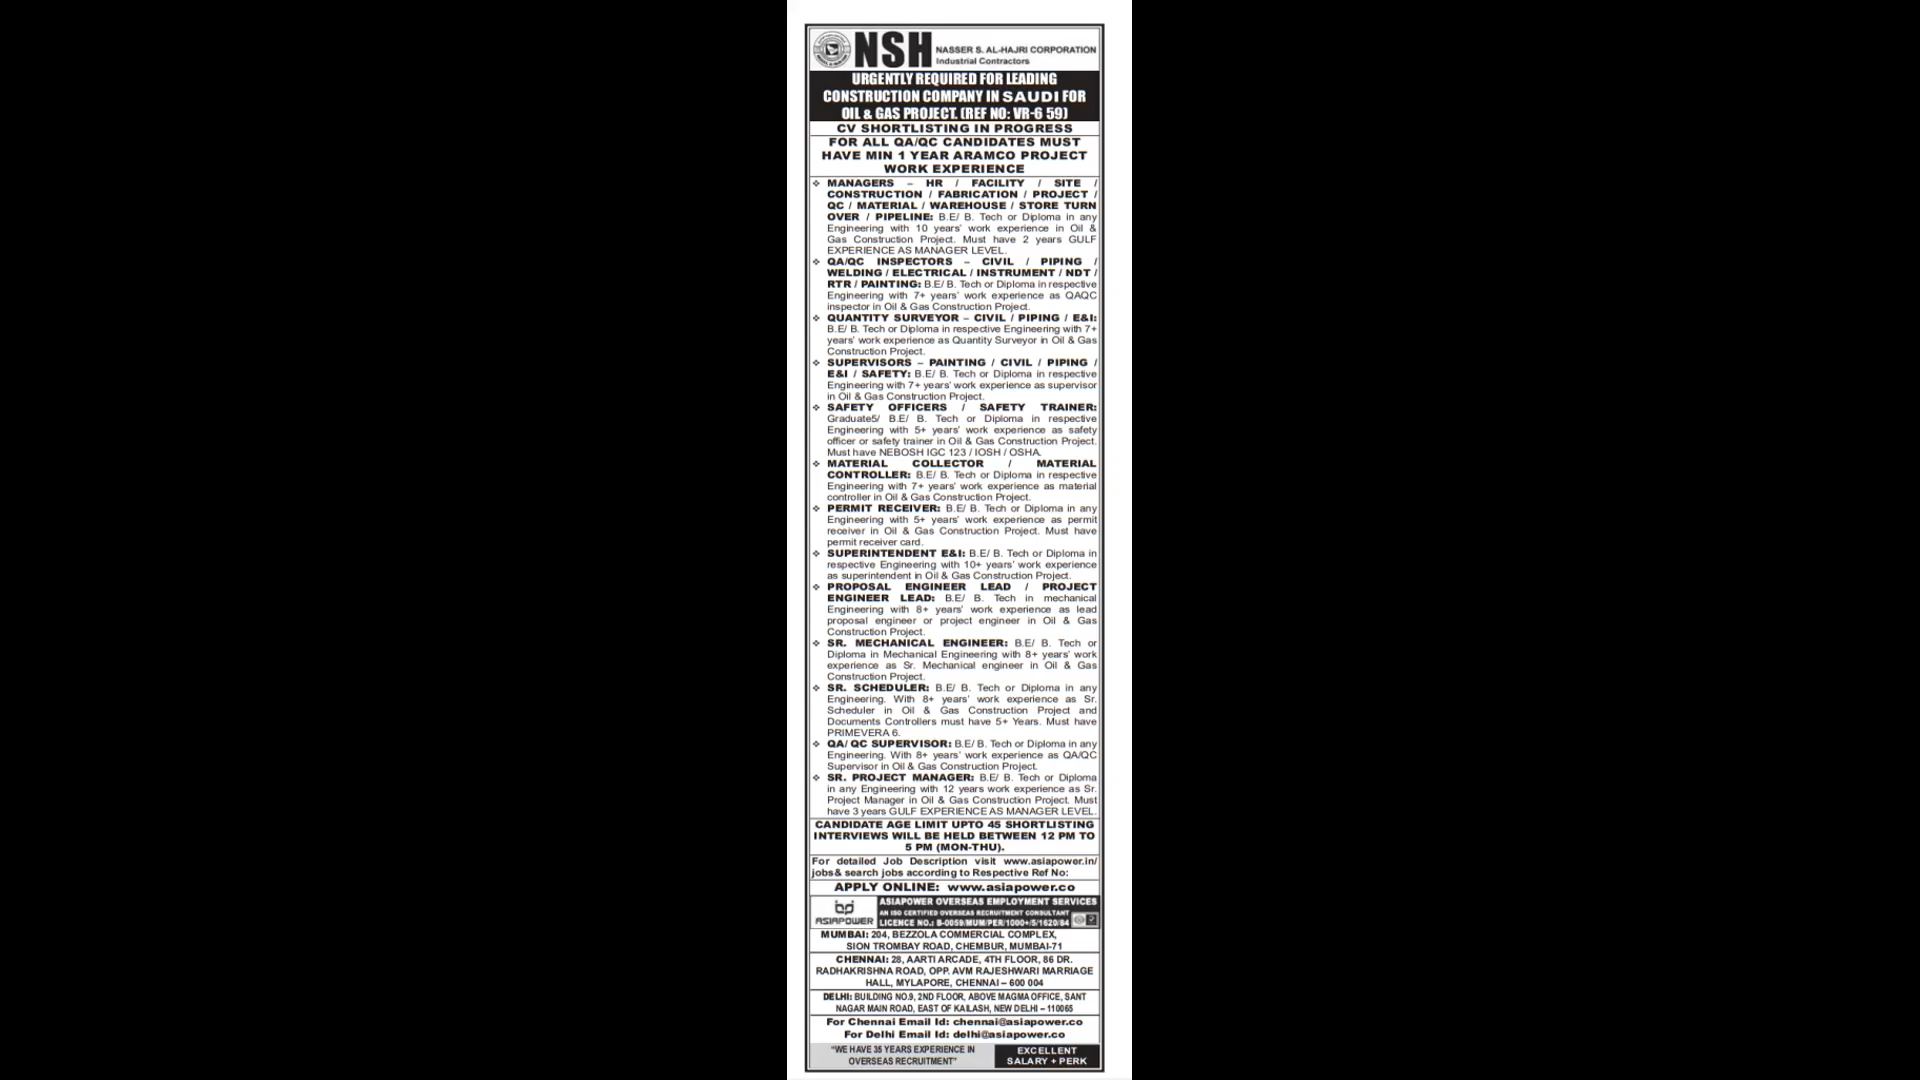 NSH NASSER S. AL-HAJRI CORPORATION
Industrial Contractors
URGENTLY REQUIRED FOR LEADING
CONSTRUCTION COMPANY IN SAUDI FOR
OIL & GAS PROJECT. (REF NO: VR-6 59)
CV SHORTLISTING IN PROGRESS
FOR ALL QA/QC CANDIDATES MUST
HAVE MIN 1 YEAR ARAMCO PROJECT
WORK EXPERIENCE
❖ MANAGERS – HR / FACILITY / SITE /
CONSTRUCTION / FABRICATION / PROJECT /
QC / MATERIAL / WAREHOUSE / STORE TURN
OVER / PIPELINE: B.E/ B. Tech or Diploma in any
Engineering with 10 years' work experience in Oil &
Gas Construction Project. Must have 2 years GULF
EXPERIENCE AS MANAGER LEVEL.
❖ QA/QC INSPECTORS – CIVIL / PIPING /
WELDING / ELECTRICAL / INSTRUMENT / NDT /
RTR / PAINTING: B.E/ B. Tech or Diploma in respective
Engineering with 7+ years' work experience as QAQC
inspector in Oil & Gas Construction Project.
❖ QUANTITY SURVEYOR – CIVIL / PIPING / E&I:
B.E/ B. Tech or Diploma in respective Engineering with 7+
years' work experience as Quantity Surveyor in Oil & Gas
Construction Project.
❖ SUPERVISORS – PAINTING / CIVIL / PIPING /
E&I / SAFETY: B.E/ B. Tech or Diploma in respective
Engineering with 7+ years' work experience as supervisor
in Oil & Gas Construction Project.
❖ SAFETY OFFICERS / SAFETY TRAINER:
Graduate5/ B.E/ B. Tech or Diploma in respective
Engineering with 5+ years' work experience as safety
officer or safety trainer in Oil & Gas Construction Project.
Must have NEBOSH IGC 123 / IOSH / OSHA.
❖ MATERIAL COLLECTOR / MATERIAL
CONTROLLER: B.E/ B. Tech or Diploma in respective
Engineering with 7+ years' work experience as material
controller in Oil & Gas Construction Project.
❖ PERMIT RECEIVER: B.E/ B. Tech or Diploma in any
Engineering with 5+ years' work experience as permit
receiver in Oil & Gas Construction Project. Must have
permit receiver card.
❖ SUPERINTENDENT E&I: B.E/ B. Tech or Diploma in
respective Engineering with 10+ years' work experience
as superintendent in Oil & Gas Construction Project.
❖ PROPOSAL ENGINEER LEAD / PROJECT
ENGINEER LEAD: B.E/ B. Tech in mechanical
Engineering with 8+ years' work experience as lead
proposal engineer or project engineer in Oil & Gas
Construction Project.
❖ SR. MECHANICAL ENGINEER: B.E/ B. Tech or
Diploma in Mechanical Engineering with 8+ years' work
experience as Sr. Mechanical engineer in Oil & Gas
Construction Project.
❖ SR. SCHEDULER: B.E/ B. Tech or Diploma in any
Engineering. With 8+ years' work experience as Sr.
Scheduler in Oil & Gas Construction Project and
Documents Controllers must have 5+ Years. Must have
PRIMEVERA 6.
❖ QA/ QC SUPERVISOR: B.E/ B. Tech or Diploma in any
Engineering. With 8+ years' work experience as QA/QC
Supervisor in Oil & Gas Construction Project.
❖ SR. PROJECT MANAGER: B.E/ B. Tech or Diploma
in any Engineering with 12 years work experience as Sr.
Project Manager in Oil & Gas Construction Project. Must
have 3 years GULF EXPERIENCE AS MANAGER LEVEL.
CANDIDATE AGE LIMIT UPTO 45 SHORTLISTING
INTERVIEWS WILL BE HELD BETWEEN 12 PM TO
5 PM (MON-THU).
For detailed Job Description visit www.asiapower.in/
jobs& search jobs according to Respective Ref No:
APPLY ONLINE: www.asiapower.co
ASIAPOWER
ASIAPOWER OVERSEAS EMPLOYMENT SERVICES
AN ISO CERTIFIED OVERSEAS RECRUITMENT CONSULTANT
LICENCE NO.: B-0059/MUM/PER/1000+/5/1620/84
MUMBAI: 204, BEZZOLA COMMERCIAL COMPLEX,
SION TROMBAY ROAD, CHEMBUR, MUMBAI-71
CHENNAI: 28, AARTI ARCADE, 4TH FLOOR, 86 DR.
RADHAKRISHNA ROAD, OPP. AVM RAJESHWARI MARRIAGE
HALL, MYLAPORE, CHENNAI – 600 004
DELHI: BUILDING NO.9, 2ND FLOOR, ABOVE MAGMA OFFICE, SANT
NAGAR MAIN ROAD, EAST OF KAILASH, NEW DELHI – 110065
For Chennai Email Id: chennai@asiapower.co
For Delhi Email Id: delhi@asiapower.co
"WE HAVE 35 YEARS EXPERIENCE IN
OVERSEAS RECRUITMENT"
EXCELLENT
SALARY + PERK